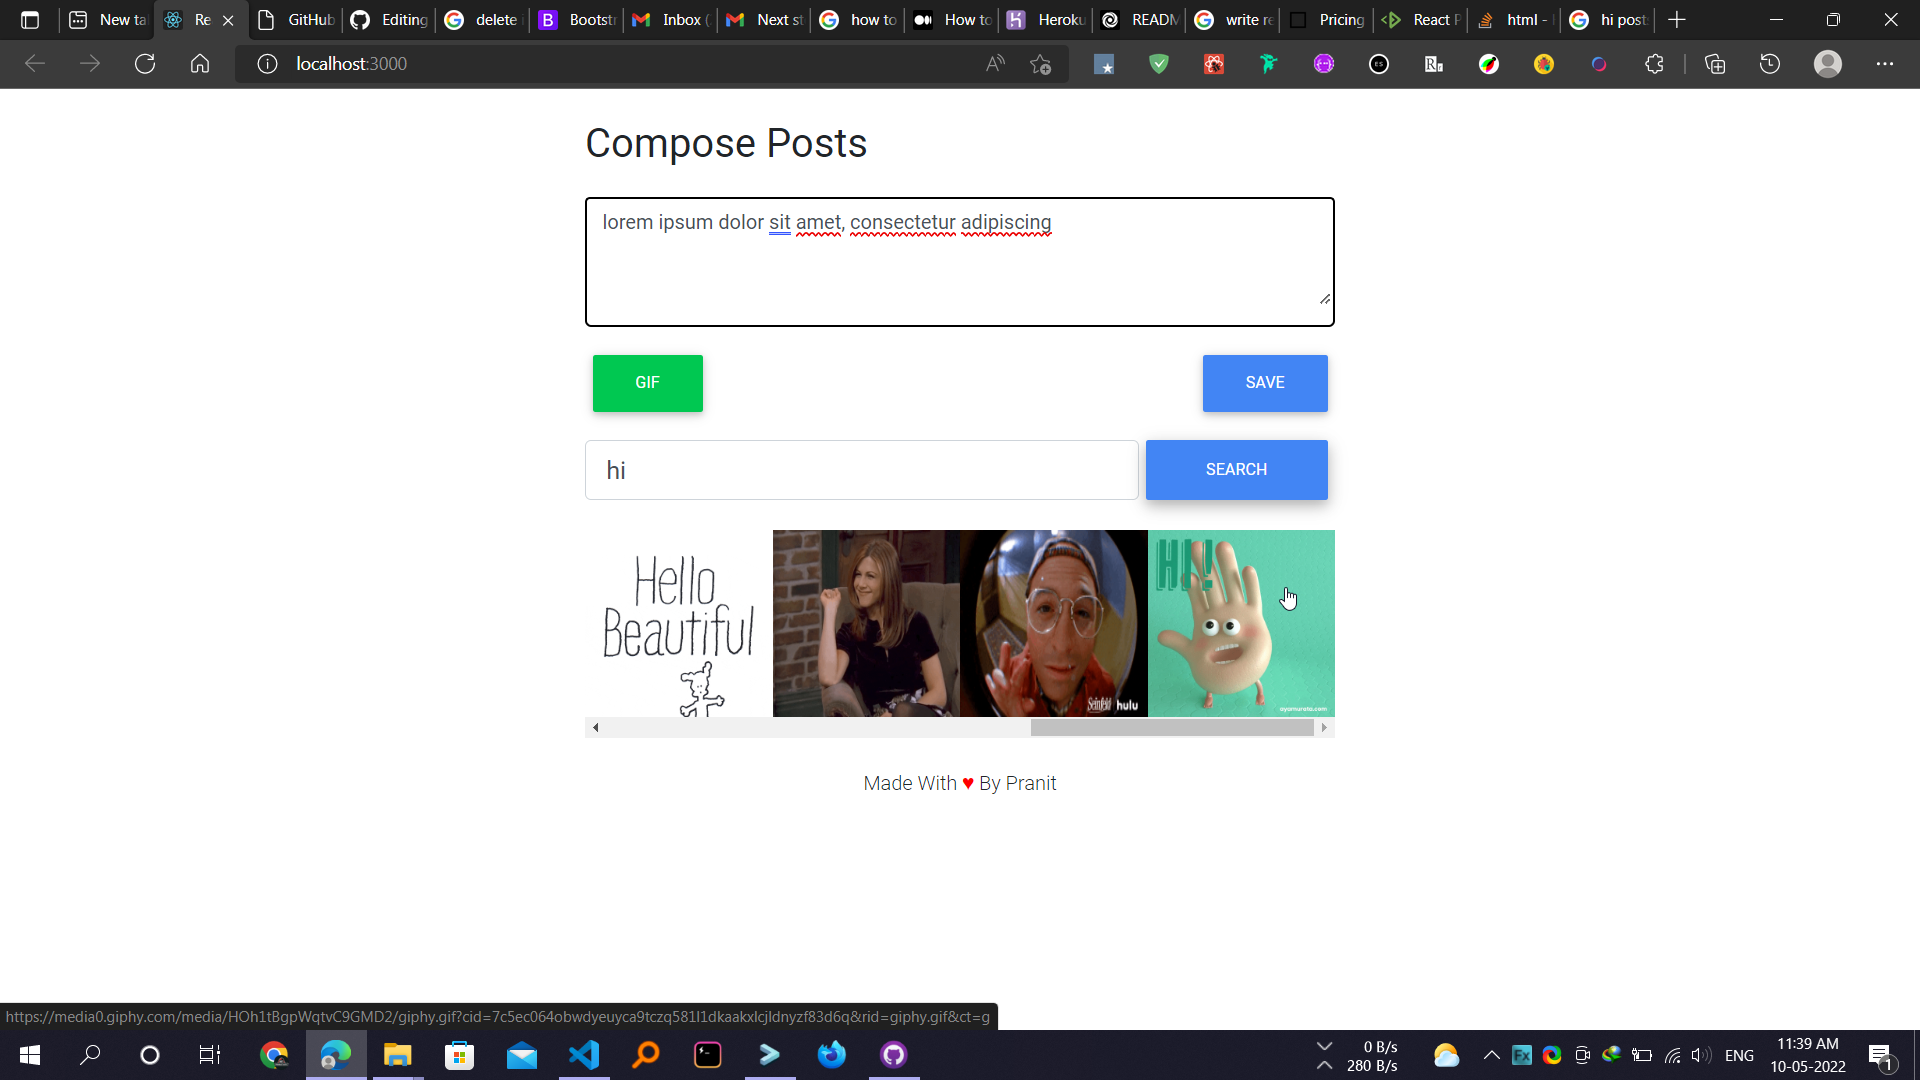 New ta
Re
GitHub
Editing
delete i
Bootstr
Inbox (
Next st
how to
How to
Heroku
READM
write re
Pricing
React P
html - I
hi post
localhost:3000
Compose Posts
lorem ipsum dolor sit amet, consectetur adipiscing
GIF
SAVE
hi
SEARCH
Hello
Beautiful
Seinfeld hulu
HI!
Made With ♥ By Pranit
https://media0.giphy.com/media/HOh1tBgpWqtvC9GMD2/giphy.gif?cid=7c5ec064obwdyeuyca9tczq581l1dkaakxlcjldnyzf83d6q&rid=giphy.gif&ct=g
0 B/s
280 B/s
ENG
11:39 AM
10-05-2022
1